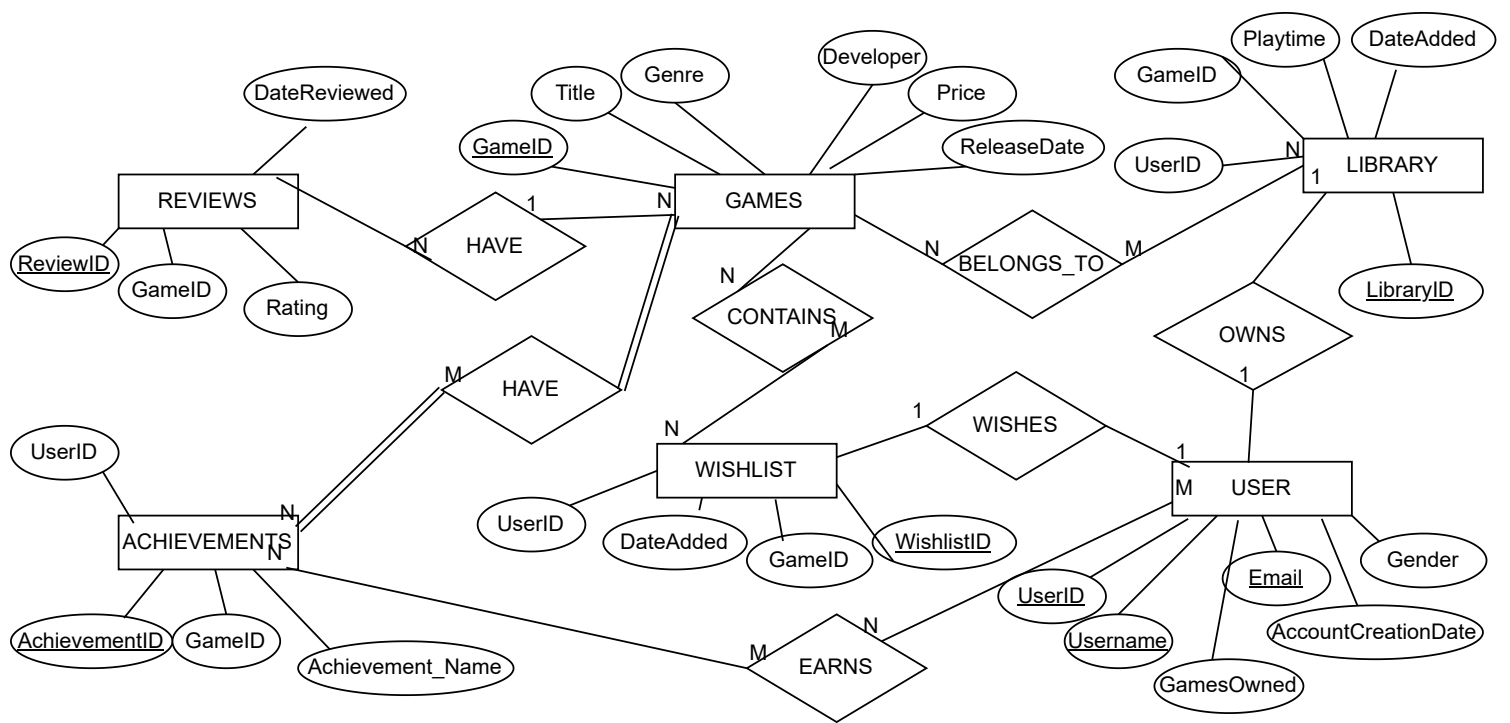 Playtime
DateAdded
Developer
Genre
GameID
DateReviewed
Title
Price
GameID
ReleaseDate
N
LIBRARY
UserID
1
REVIEWS
1
N
GAMES
N
HAVE
N
M
BELONGS_TO
ReviewID
GameID
N
LibraryID
Rating
CONTAINS
M
OWNS
M
HAVE
1
1
WISHES
N
UserID
1
WISHLIST
M
USER
N
UserID
ACHIEVEMENTS
N
DateAdded
WishlistID
GameID
Gender
Email
UserID
AchievementID
GameID
N
Username
AccountCreationDate
M
EARNS
Achievement_Name
GamesOwned